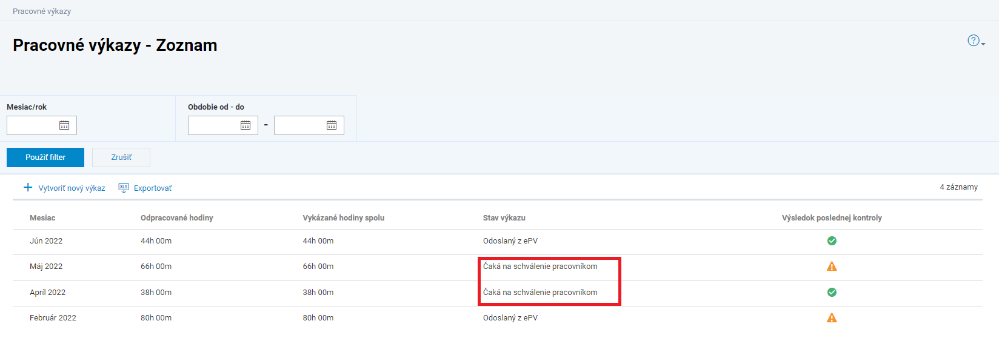 Pracovné výkazy
Pracovné výkazy - Zoznam
Mesiac/rok Obdobie od - do
-
Použiť filter Zrušiť
Vytvoriť nový výkaz XLS Exportovať 4 záznamy
Mesiac Odpracované hodiny Vykázané hodiny spolu Stav výkazu Výsledok poslednej kontroly
Jún 2022 44h 00m 44h 00m Odoslaný z ePV
Máj 2022 66h 00m 66h 00m Čaká na schválenie pracovníkom
Apríl 2022 38h 00m 38h 00m Čaká na schválenie pracovníkom
Február 2022 80h 00m 80h 00m Odoslaný z ePV